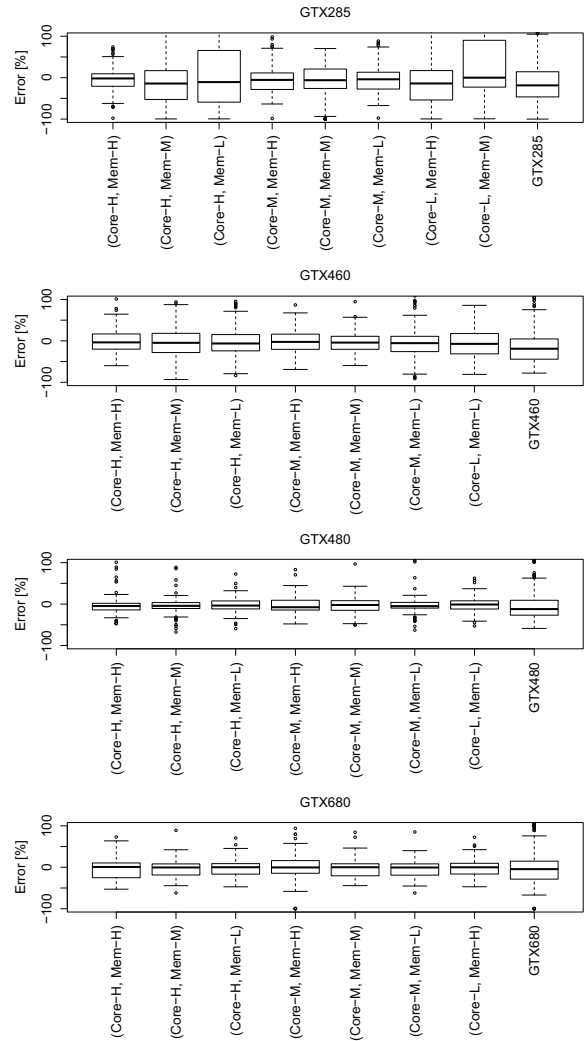 GTX285
Error [%]
100
0
−100
(Core−H, Mem−H)
(Core−H, Mem−M)
(Core−H, Mem−L)
(Core−M, Mem−H)
(Core−M, Mem−M)
(Core−M, Mem−L)
(Core−L, Mem−H)
(Core−L, Mem−M)
GTX285
GTX460
Error [%]
100
0
−100
(Core−H, Mem−H)
(Core−H, Mem−M)
(Core−H, Mem−L)
(Core−M, Mem−H)
(Core−M, Mem−M)
(Core−M, Mem−L)
(Core−L, Mem−L)
GTX460
GTX480
Error [%]
100
0
−100
(Core−H, Mem−H)
(Core−H, Mem−M)
(Core−H, Mem−L)
(Core−M, Mem−H)
(Core−M, Mem−M)
(Core−M, Mem−L)
(Core−L, Mem−L)
GTX480
GTX680
Error [%]
100
0
−100
(Core−H, Mem−H)
(Core−H, Mem−M)
(Core−H, Mem−L)
(Core−M, Mem−H)
(Core−M, Mem−M)
(Core−M, Mem−L)
(Core−L, Mem−H)
GTX680